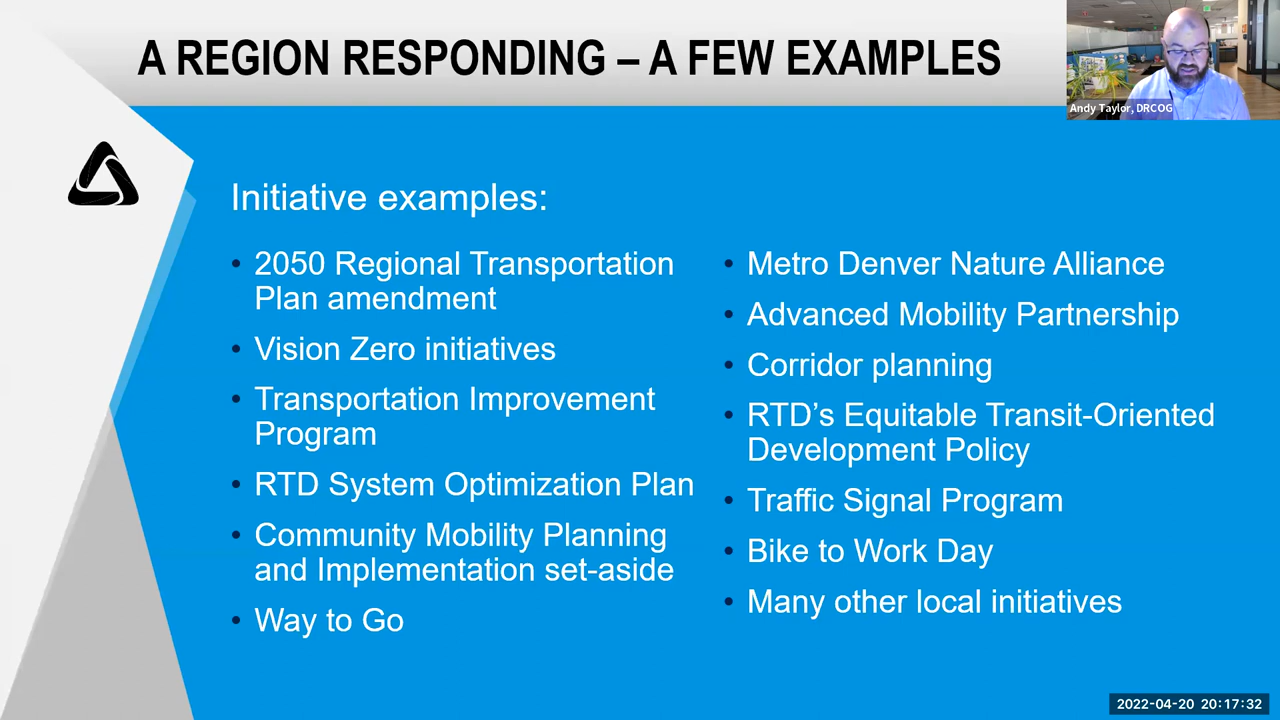 A REGION RESPONDING – A FEW EXAMPLES
Andy Taylor, DRCOG
Initiative examples:
• 2050 Regional Transportation
Plan amendment
• Vision Zero initiatives
• Transportation Improvement
Program
• RTD System Optimization Plan
• Community Mobility Planning
and Implementation set-aside
• Way to Go
• Metro Denver Nature Alliance
• Advanced Mobility Partnership
• Corridor planning
• RTD’s Equitable Transit-Oriented
Development Policy
• Traffic Signal Program
• Bike to Work Day
• Many other local initiatives
2022-04-20 20:17:32